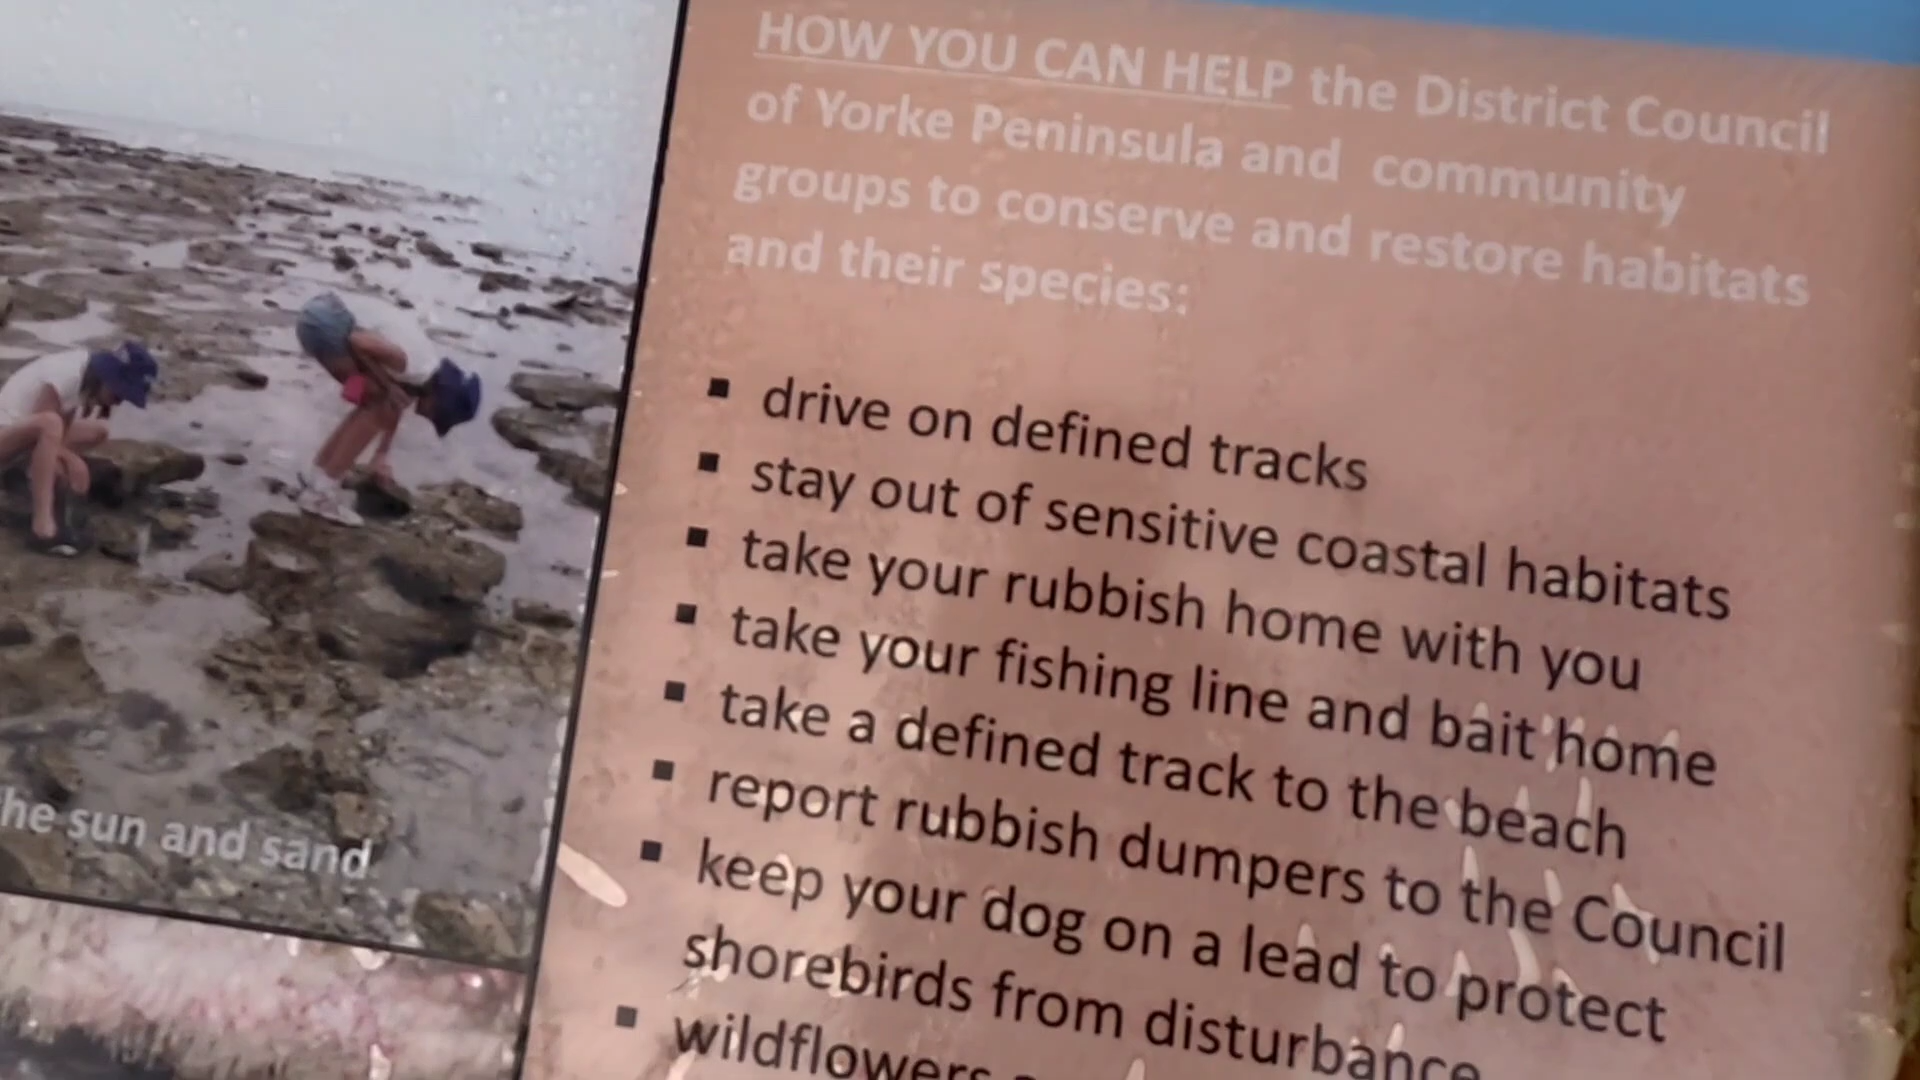 HOW YOU CAN HELP the District Council
of Yorke Peninsula and community
groups to conserve and restore habitats
and their species:
▪ drive on defined tracks
▪ stay out of sensitive coastal habitats
▪ take your rubbish home with you
▪ take your fishing line and bait home
▪ take a defined track to the beach
▪ report rubbish dumpers to the Council
▪ keep your dog on a lead to protect
shorebirds from disturbance
▪ wildflowers
he sun and sand